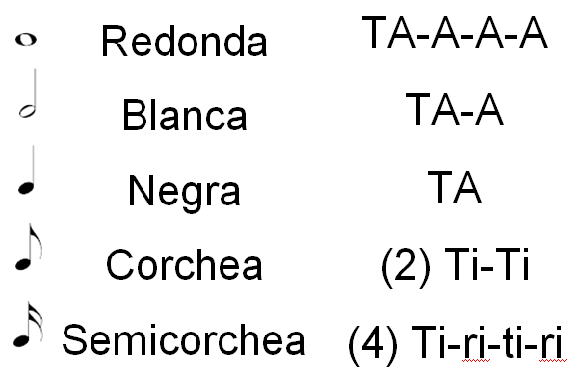 Redonda TA-A-A-A
Blanca TA-A
Negra TA
Corchea (2) Ti-Ti
Semicorchea (4) Ti-ri-ti-ri